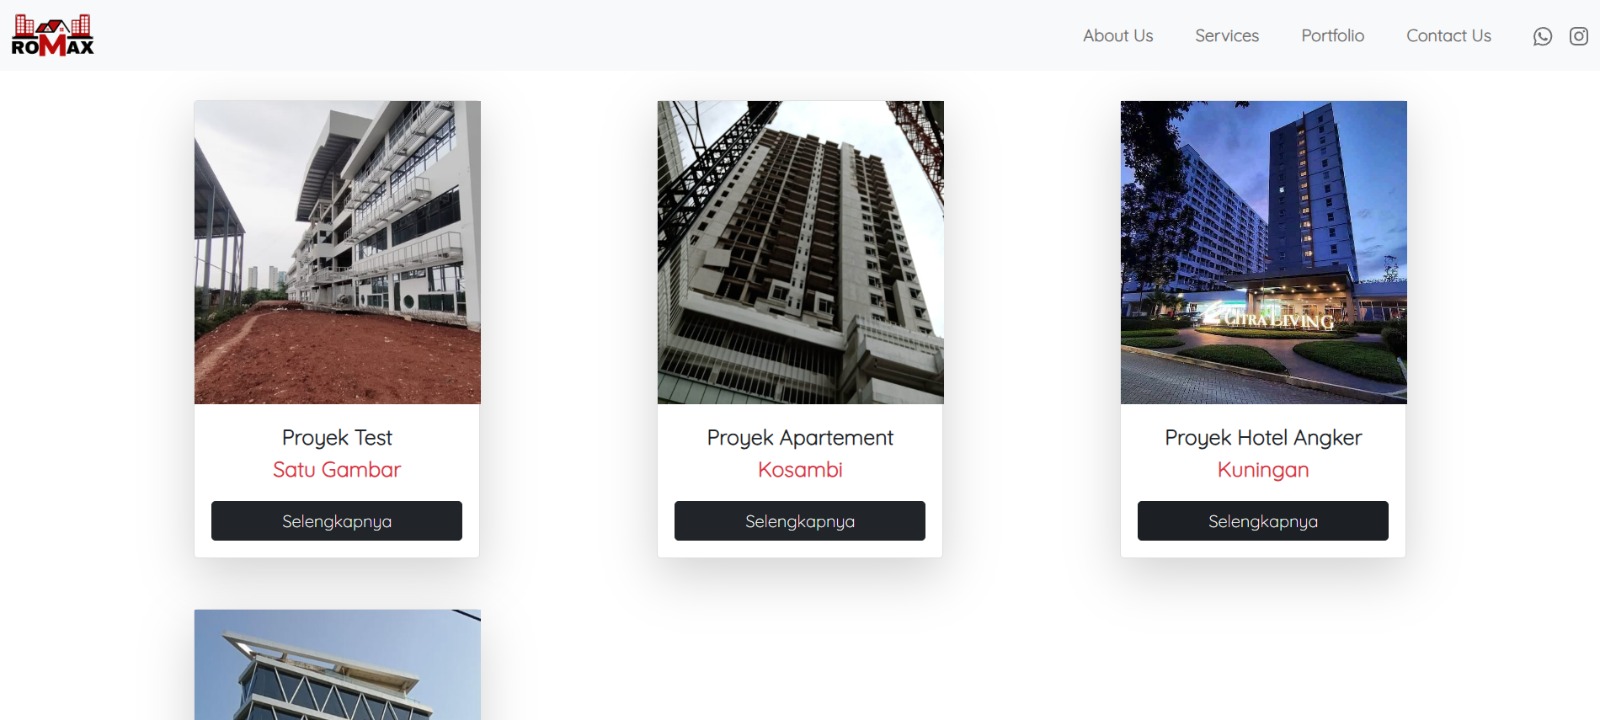 ROMAX
About Us
Services
Portfolio
Contact Us
CITRA LIVING
Proyek Test
Satu Gambar
Selengkapnya
Proyek Apartement
Kosambi
Selengkapnya
Proyek Hotel Angker
Kuningan
Selengkapnya